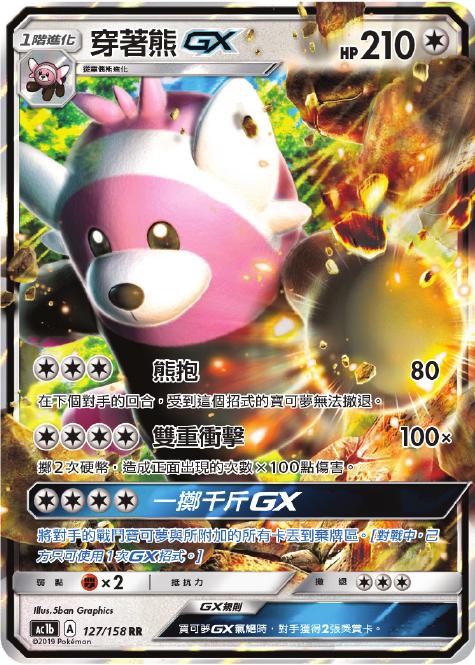 1階進化 穿著熊GX HP210
從童偶熊進化
熊抱 80
在下個對手的回合，受到這個招式的寶可夢無法撤退。
雙重衝擊 100×
擲2次硬幣，造成正面出現的次數×100點傷害。
一擲千斤GX
將對手的戰鬥寶可夢與所附加的所有卡丟到棄牌區。[對戰中，己
方只可使用1次GX招式。]
弱點 ×2 抵抗力 撤退
Illus.5ban Graphics
GX規則
AC1b A 127/158 RR
寶可夢GX氣絕時，對手獲得2張獎賞卡。
©2019 Pokémon